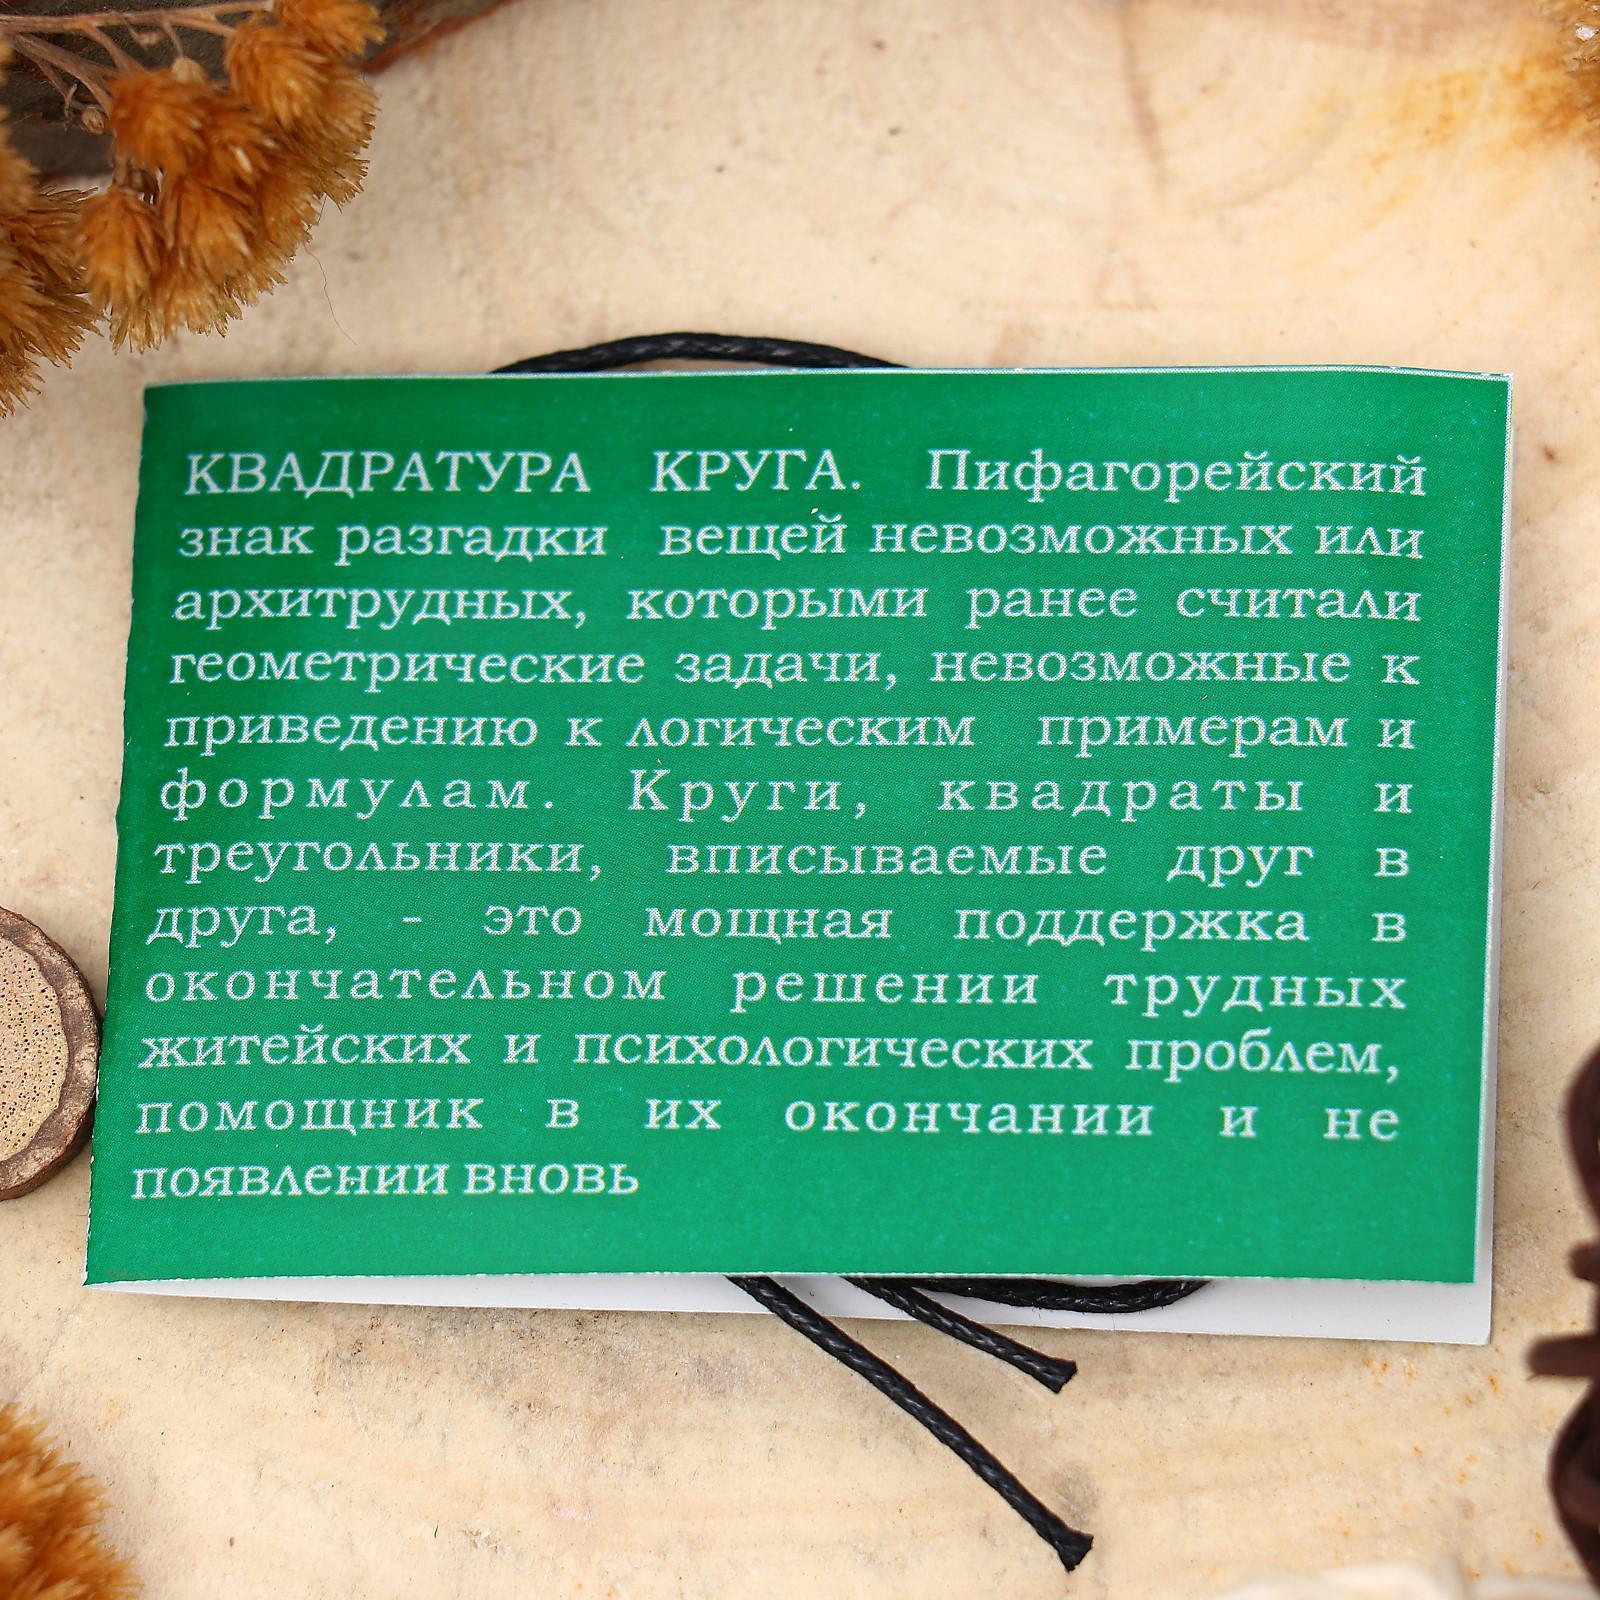 КВАДРАТУРА КРУГА. Пифагорейский
знак разгадки вещей невозможных или
архитрудных, которыми ранее считали
геометрические задачи, невозможные к
приведению к логическим примерам и
формулам. Круги, квадраты и
треугольники, вписываемые друг в
друга, - это мощная поддержка в
окончательном решении трудных
житейских и психологических проблем,
помощник в их окончании и не
появлении вновь